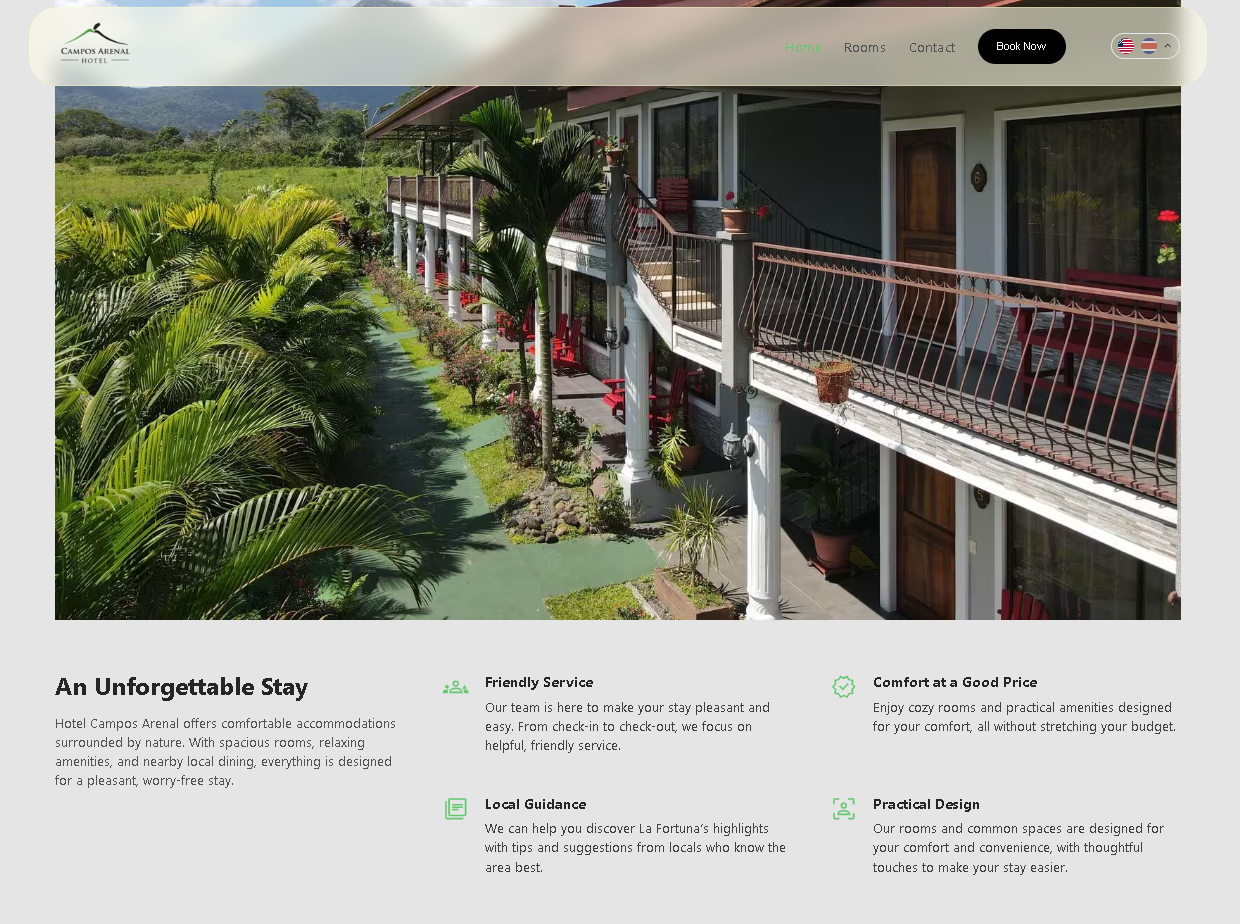 CAMPOS ARENAL
HOTEL
Home
Rooms
Contact
Book Now
An Unforgettable Stay
Hotel Campos Arenal offers comfortable accommodations
surrounded by nature. With spacious rooms, relaxing
amenities, and nearby local dining, everything is designed
for a pleasant, worry-free stay.
Friendly Service
Our team is here to make your stay pleasant and
easy. From check-in to check-out, we focus on
helpful, friendly service.
Comfort at a Good Price
Enjoy cozy rooms and practical amenities designed
for your comfort, all without stretching your budget.
Local Guidance
We can help you discover La Fortuna's highlights
with tips and suggestions from locals who know the
area best.
Practical Design
Our rooms and common spaces are designed for
your comfort and convenience, with thoughtful
touches to make your stay easier.